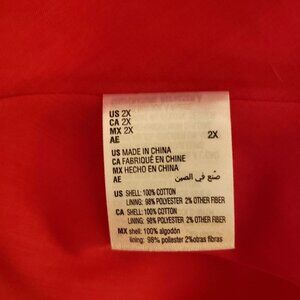 US 2X
CA 2X
MX 2X
AE 2X
US MADE IN CHINA
CA FABRIQUÉ EN CHINE
MX HECHO EN CHINA
AE صنع في الصين
US SHELL: 100% COTTON
LINING: 98% POLYESTER 2% OTHER FIBER
CA SHELL: 100% COTTON
LINING: 98% POLYESTER 2% OTHER FIBER
MX shell: 100% algodón
lining: 98% poliester 2%otras fibras